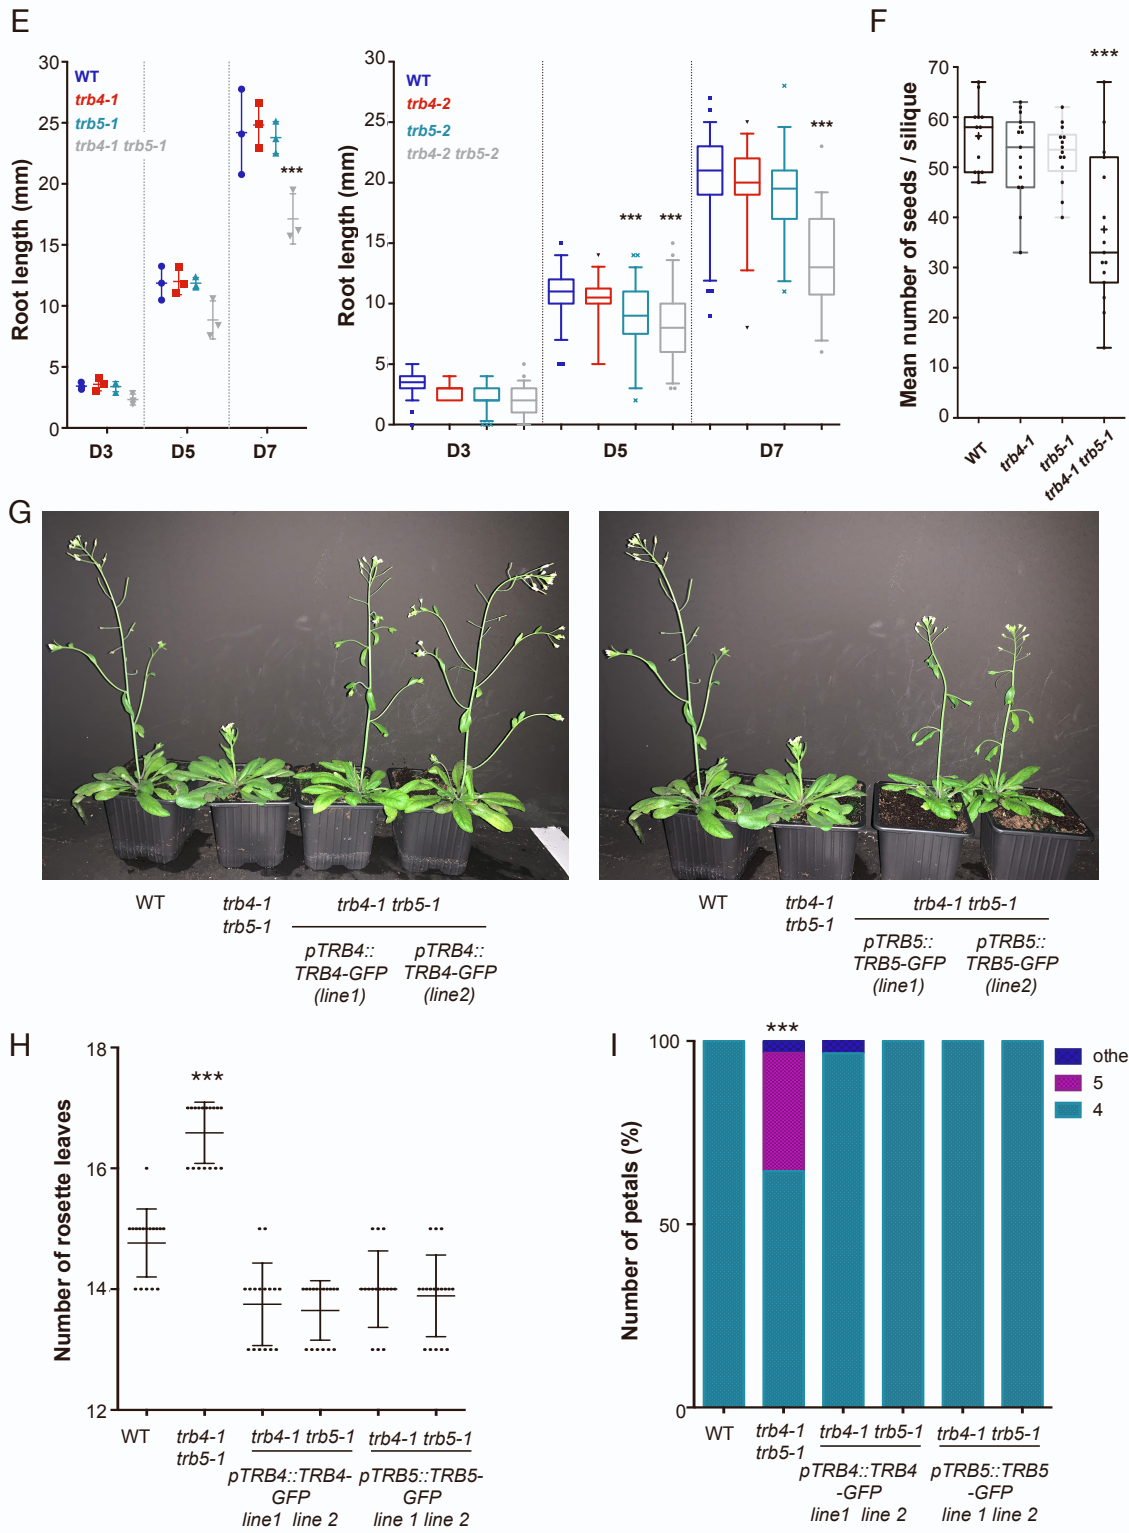 E
30
25
20
15
10
5
0
Root length (mm)
WT
trb4-1
trb5-1
trb4-1 trb5-1
***
D3
D5
D7
30
25
20
15
10
5
0
Root length (mm)
WT
trb4-2
trb5-2
trb4-2 trb5-2
***
***
***
D3
D5
D7
F
***
70
60
50
40
30
20
10
0
Mean number of seeds / silique
WT
trb4-1
trb5-1
trb4-1 trb5-1
G
WT
trb4-1
trb5-1
trb4-1 trb5-1
pTRB4::
TRB4-GFP
(line1)
pTRB4::
TRB4-GFP
(line2)
WT
trb4-1
trb5-1
trb4-1 trb5-1
pTRB5::
TRB5-GFP
(line1)
pTRB5::
TRB5-GFP
(line2)
H
18
16
14
12
Number of rosette leaves
***
WT
trb4-1
trb5-1
trb4-1 trb5-1
pTRB4::TRB4-
GFP
line1 line 2
trb4-1 trb5-1
pTRB5::TRB5-
GFP
line 1 line 2
I
***
100
50
0
Number of petals (%)
othe
5
4
WT
trb4-1
trb5-1
trb4-1 trb5-1
pTRB4::TRB4
-GFP
line1 line 2
trb4-1 trb5-1
pTRB5::TRB5
-GFP
line 1 line 2